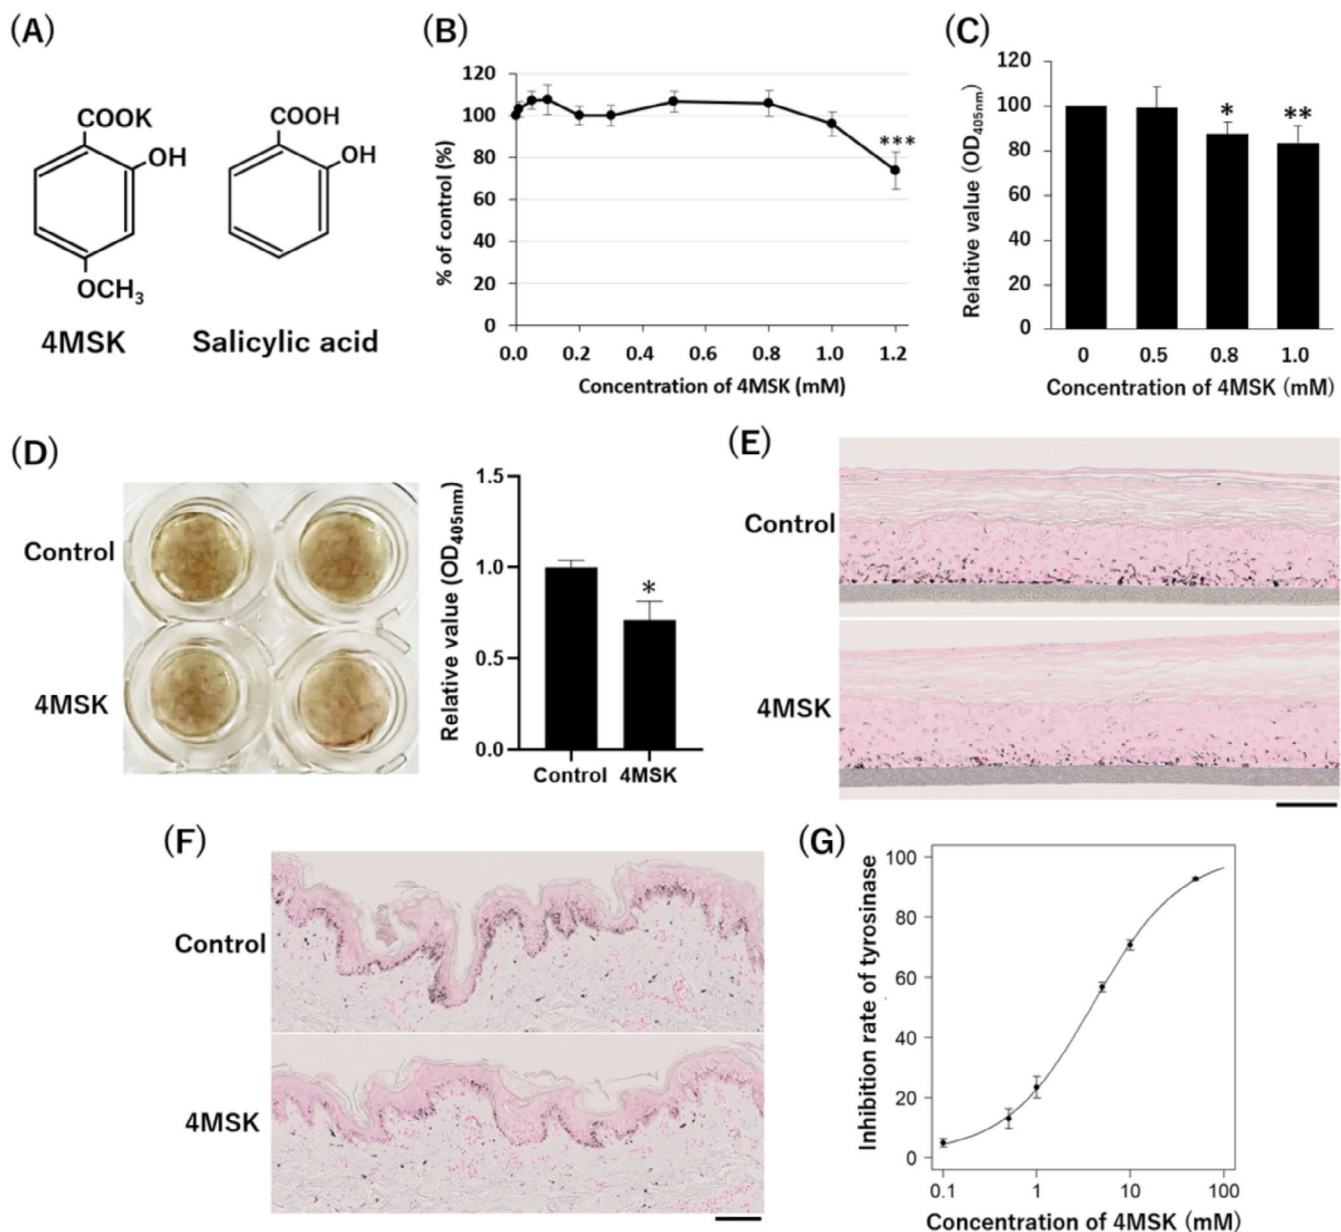 (A)
COOK
OH
OCH3
4MSK
COOH
OH
Salicylic acid
(B)
% of control (%)
120
100
80
60
40
20
0
***
0.0 0.2 0.4 0.6 0.8 1.0 1.2
Concentration of 4MSK (mM)
(C)
Relative value (OD405nm)
120
100
80
60
40
20
0
* **
0 0.5 0.8 1.0
Concentration of 4MSK (mM)
(D)
Control
4MSK
Relative value (OD405nm)
1.5
1.0
0.5
0.0
*
Control 4MSK
(E)
Control
4MSK
(F)
Control
4MSK
(G)
Inhibition rate of tyrosinase
100
80
60
40
20
0
0.1 1 10 100
Concentration of 4MSK (mM)